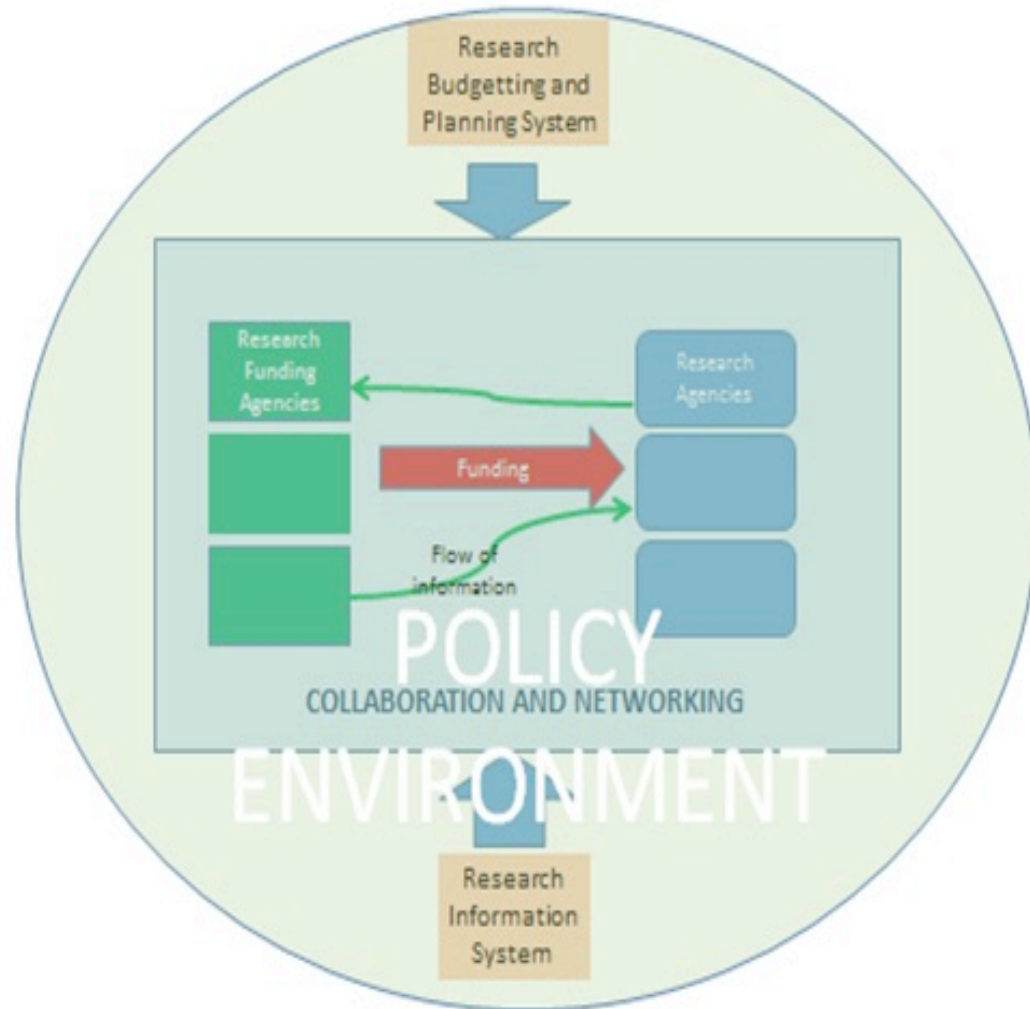 Research
Budgetting and
Planning System
Research
Funding
Agencies
Research
Agencies
Funding
Flow of
information
POLICY
COLLABORATION AND NETWORKING
ENVIRONMENT
Research
Information
System